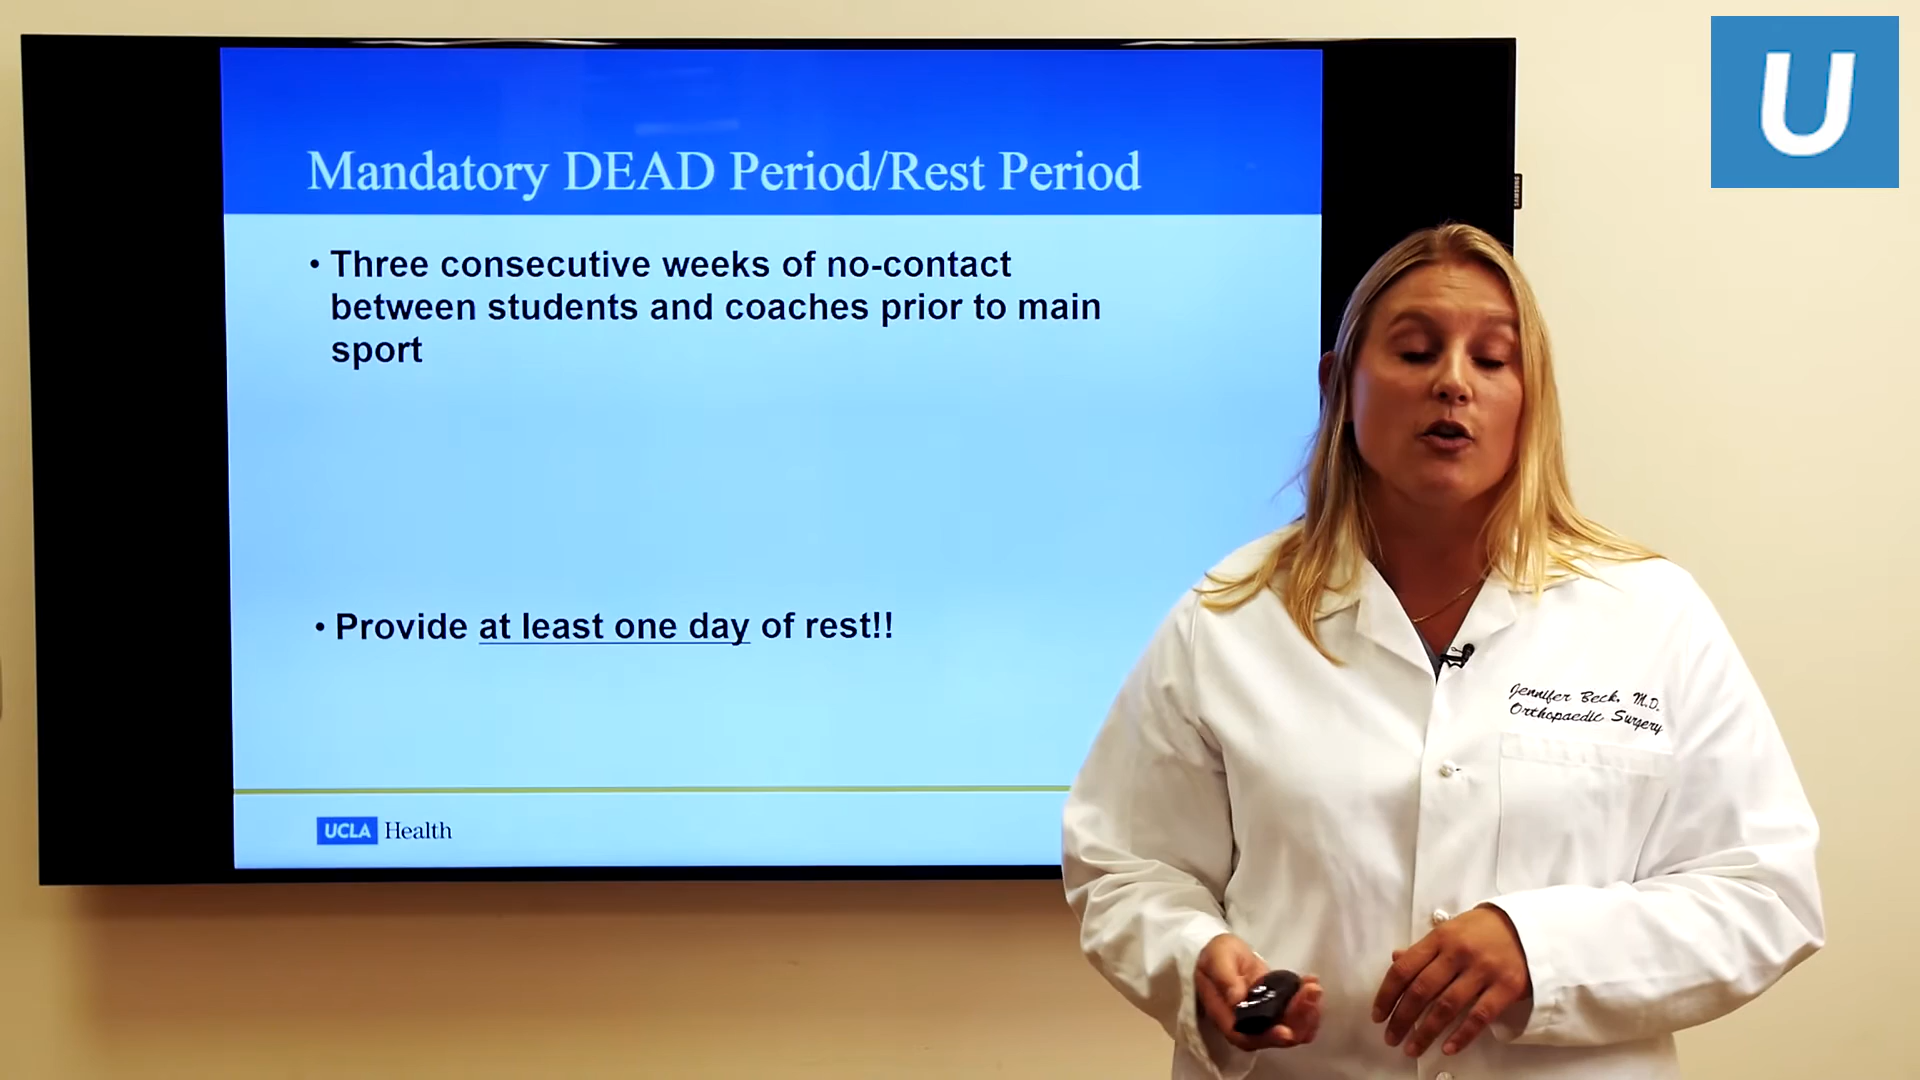 Mandatory DEAD Period/Rest Period
• Three consecutive weeks of no-contact
between students and coaches prior to main
sport
• Provide at least one day of rest!!
UCLA Health
U
SAMSUNG
Jennifer Beck, M.D.
Orthopaedic Surgery